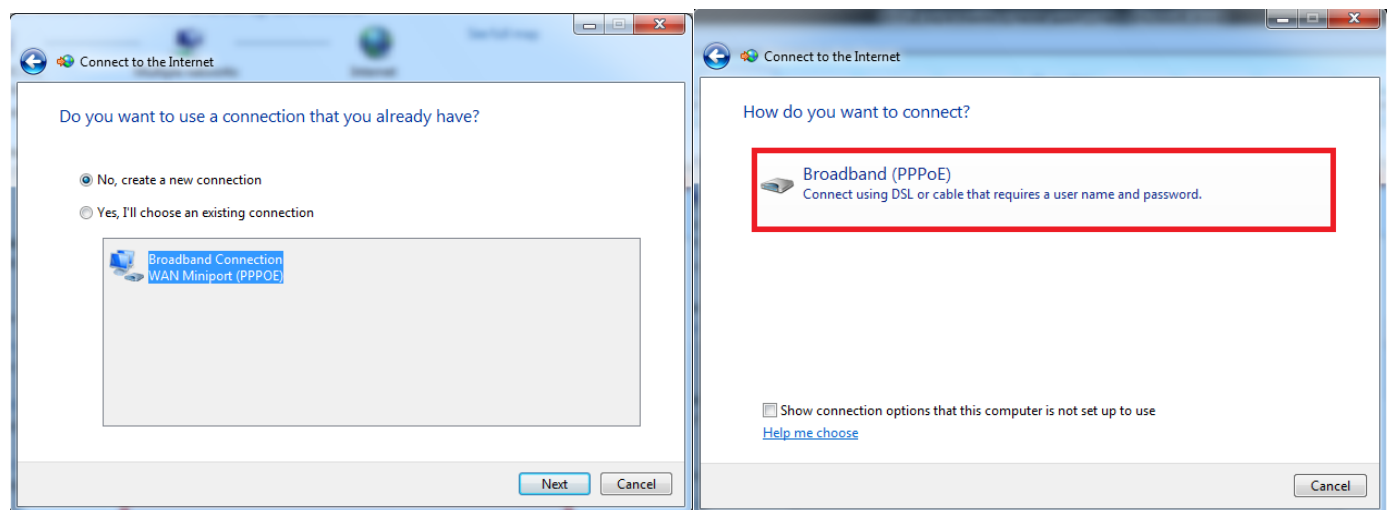 Connect to the Internet
Do you want to use a connection that you already have?
No, create a new connection
Yes, I'll choose an existing connection
Broadband Connection
WAN Miniport (PPPOE)
Next
Cancel
Connect to the Internet
How do you want to connect?
Broadband (PPPoE)
Connect using DSL or cable that requires a user name and password.
Show connection options that this computer is not set up to use
Help me choose
Cancel